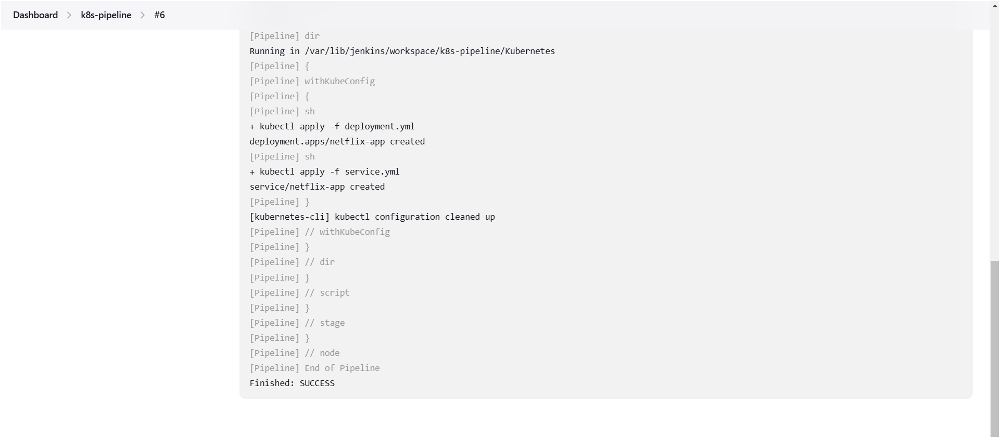 Dashboard > k8s-pipeline > #6
[Pipeline] dir
Running in /var/lib/jenkins/workspace/k8s-pipeline/Kubernetes
[Pipeline] {
[Pipeline] withKubeConfig
[Pipeline] {
[Pipeline] sh
+ kubectl apply -f deployment.yml
deployment.apps/netflix-app created
[Pipeline] sh
+ kubectl apply -f service.yml
service/netflix-app created
[Pipeline] }
[kubernetes-cli] kubectl configuration cleaned up
[Pipeline] // withKubeConfig
[Pipeline] }
[Pipeline] // dir
[Pipeline] }
[Pipeline] // script
[Pipeline] }
[Pipeline] // stage
[Pipeline] }
[Pipeline] // node
[Pipeline] End of Pipeline
Finished: SUCCESS